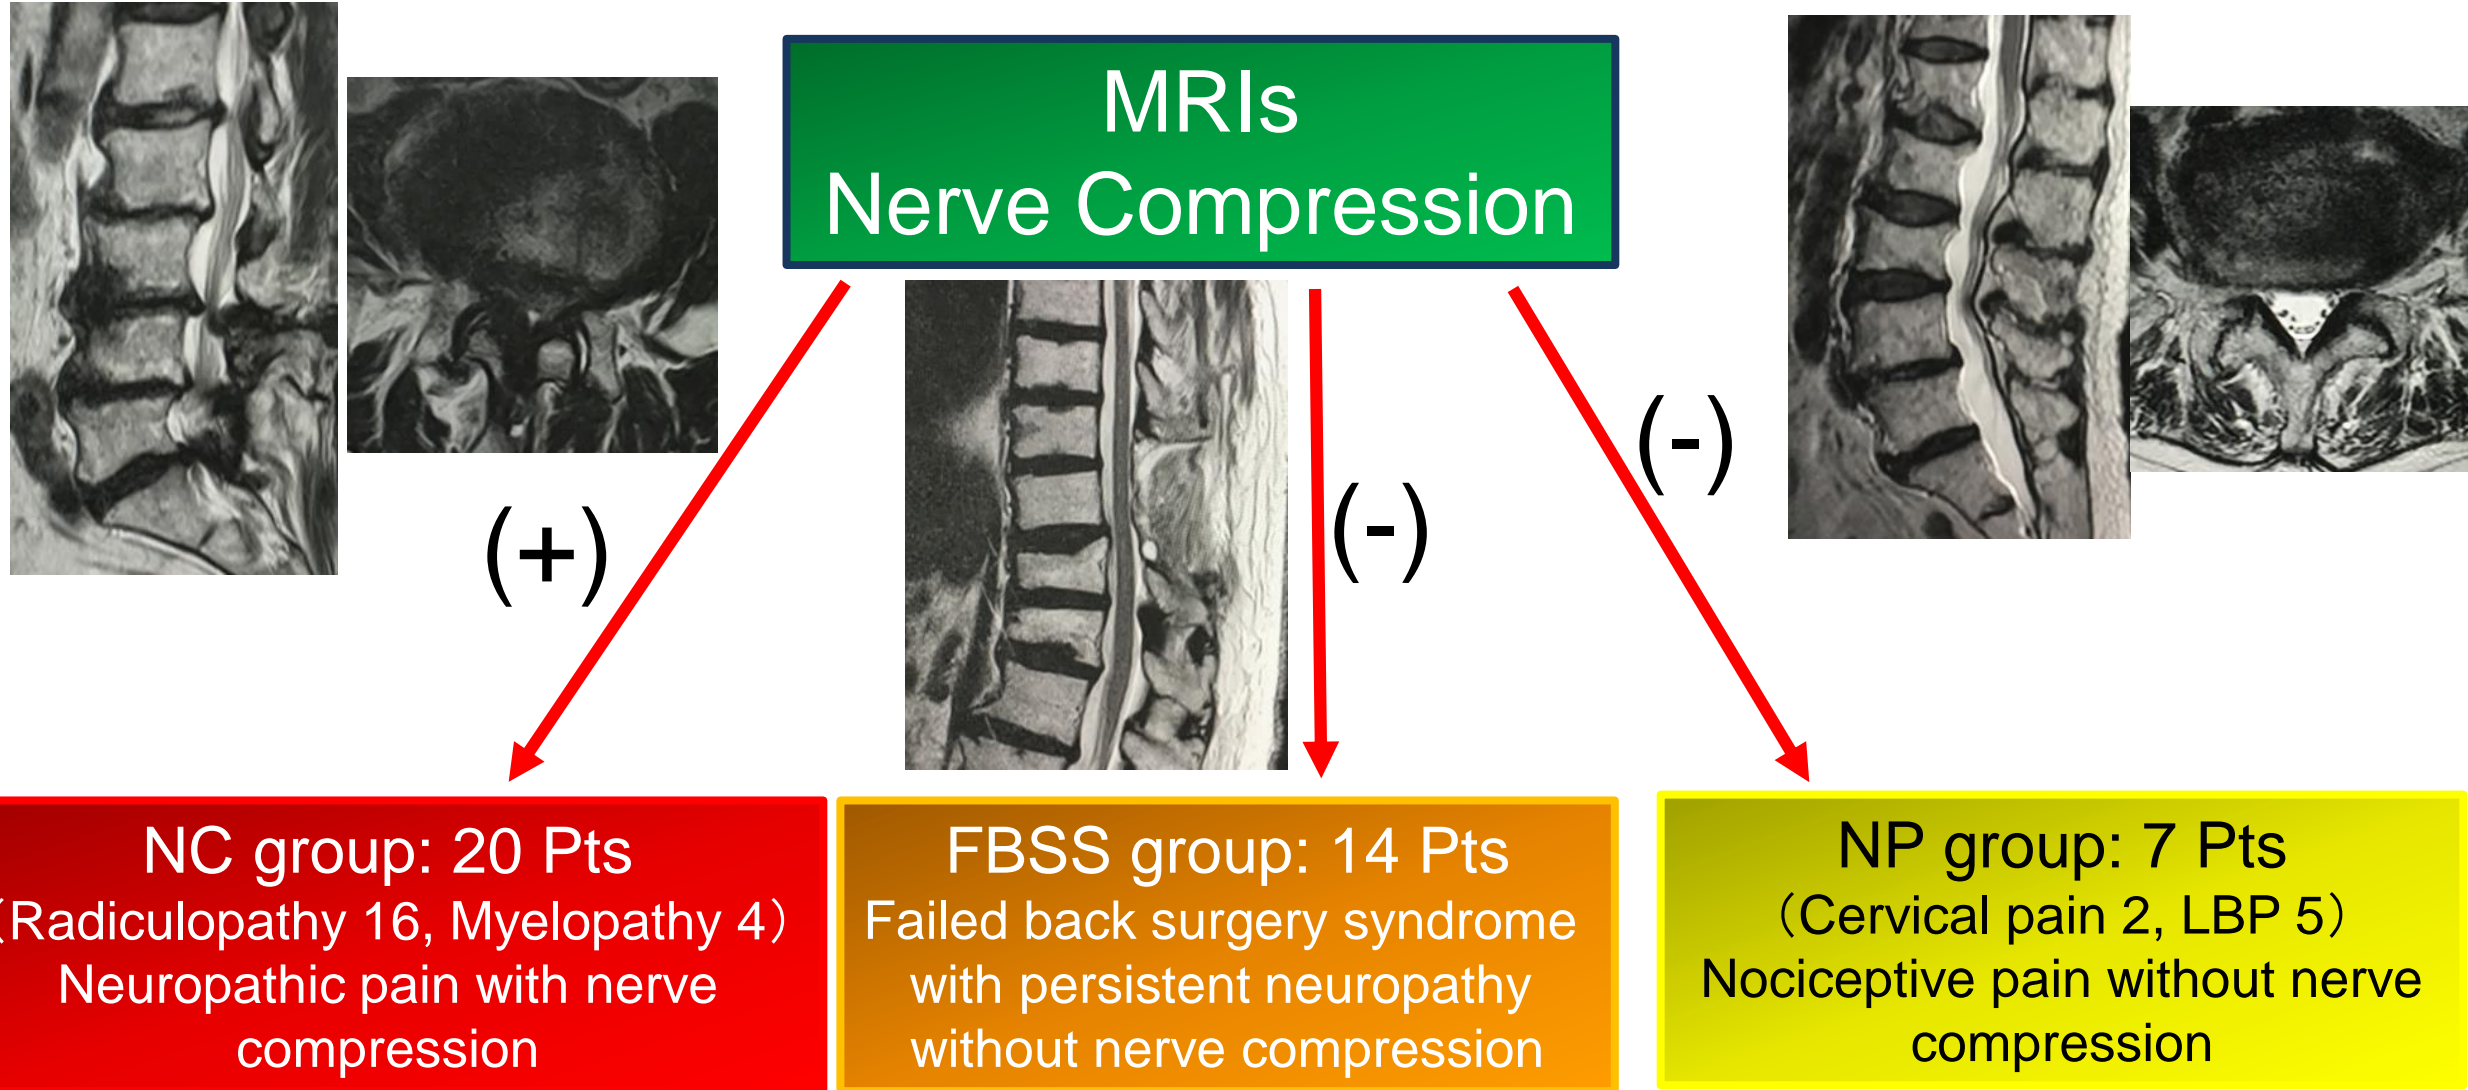 MRIs
Nerve Compression
(+)
(-)
(-)
NC group: 20 Pts
（Radiculopathy 16, Myelopathy 4）
Neuropathic pain with nerve
compression
FBSS group: 14 Pts
Failed back surgery syndrome
with persistent neuropathy
without nerve compression
NP group: 7 Pts
（Cervical pain 2, LBP 5）
Nociceptive pain without nerve
compression